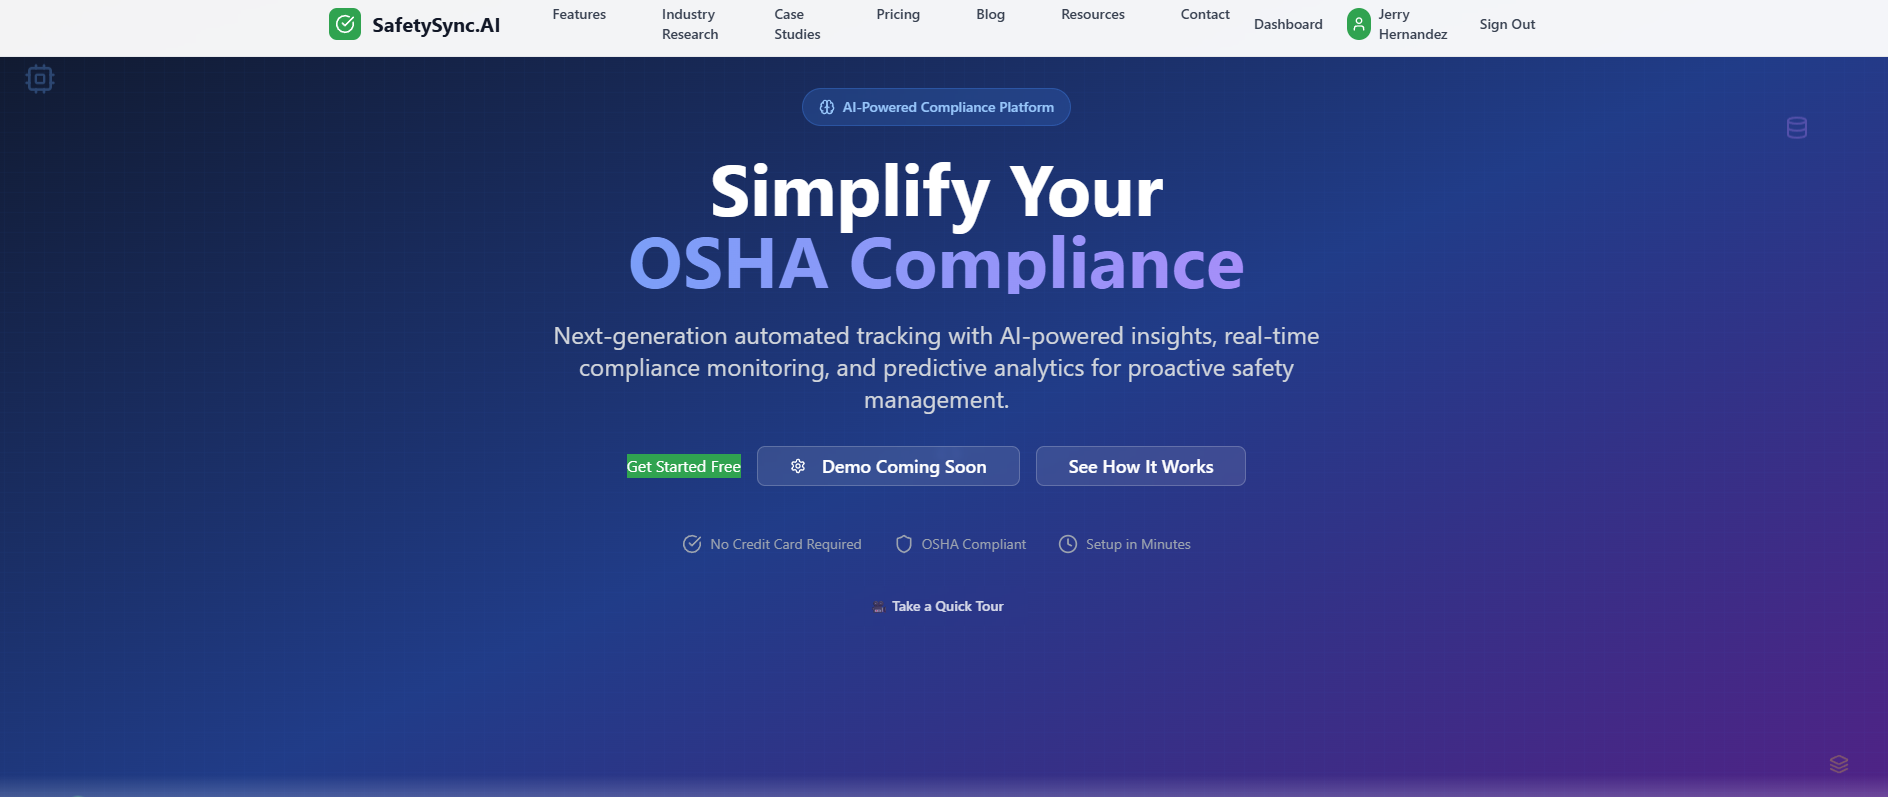 SafetySync.AI
Features
Industry
Research
Case
Studies
Pricing
Blog
Resources
Contact
Dashboard
Jerry
Hernandez
Sign Out
AI-Powered Compliance Platform
Simplify Your
OSHA Compliance
Next-generation automated tracking with AI-powered insights, real-time
compliance monitoring, and predictive analytics for proactive safety
management.
Get Started Free
Demo Coming Soon
See How It Works
No Credit Card Required
OSHA Compliant
Setup in Minutes
Take a Quick Tour